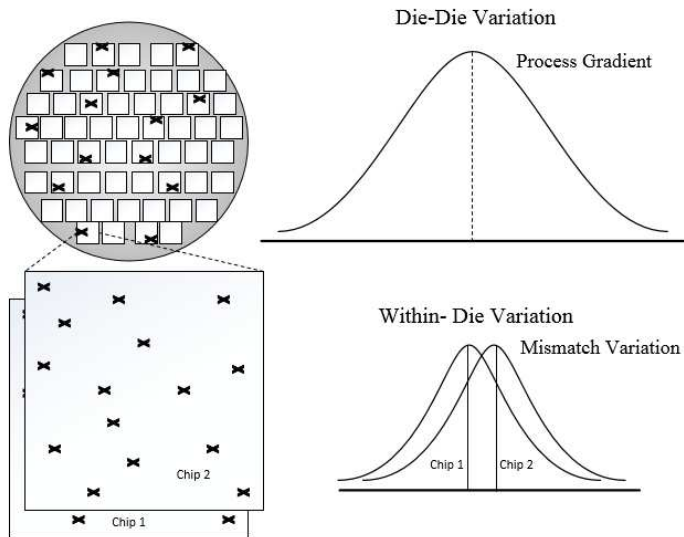 Die-Die Variation
Process Gradient
Within- Die Variation
Mismatch Variation
Chip 1
Chip 2
Chip 2
Chip 1